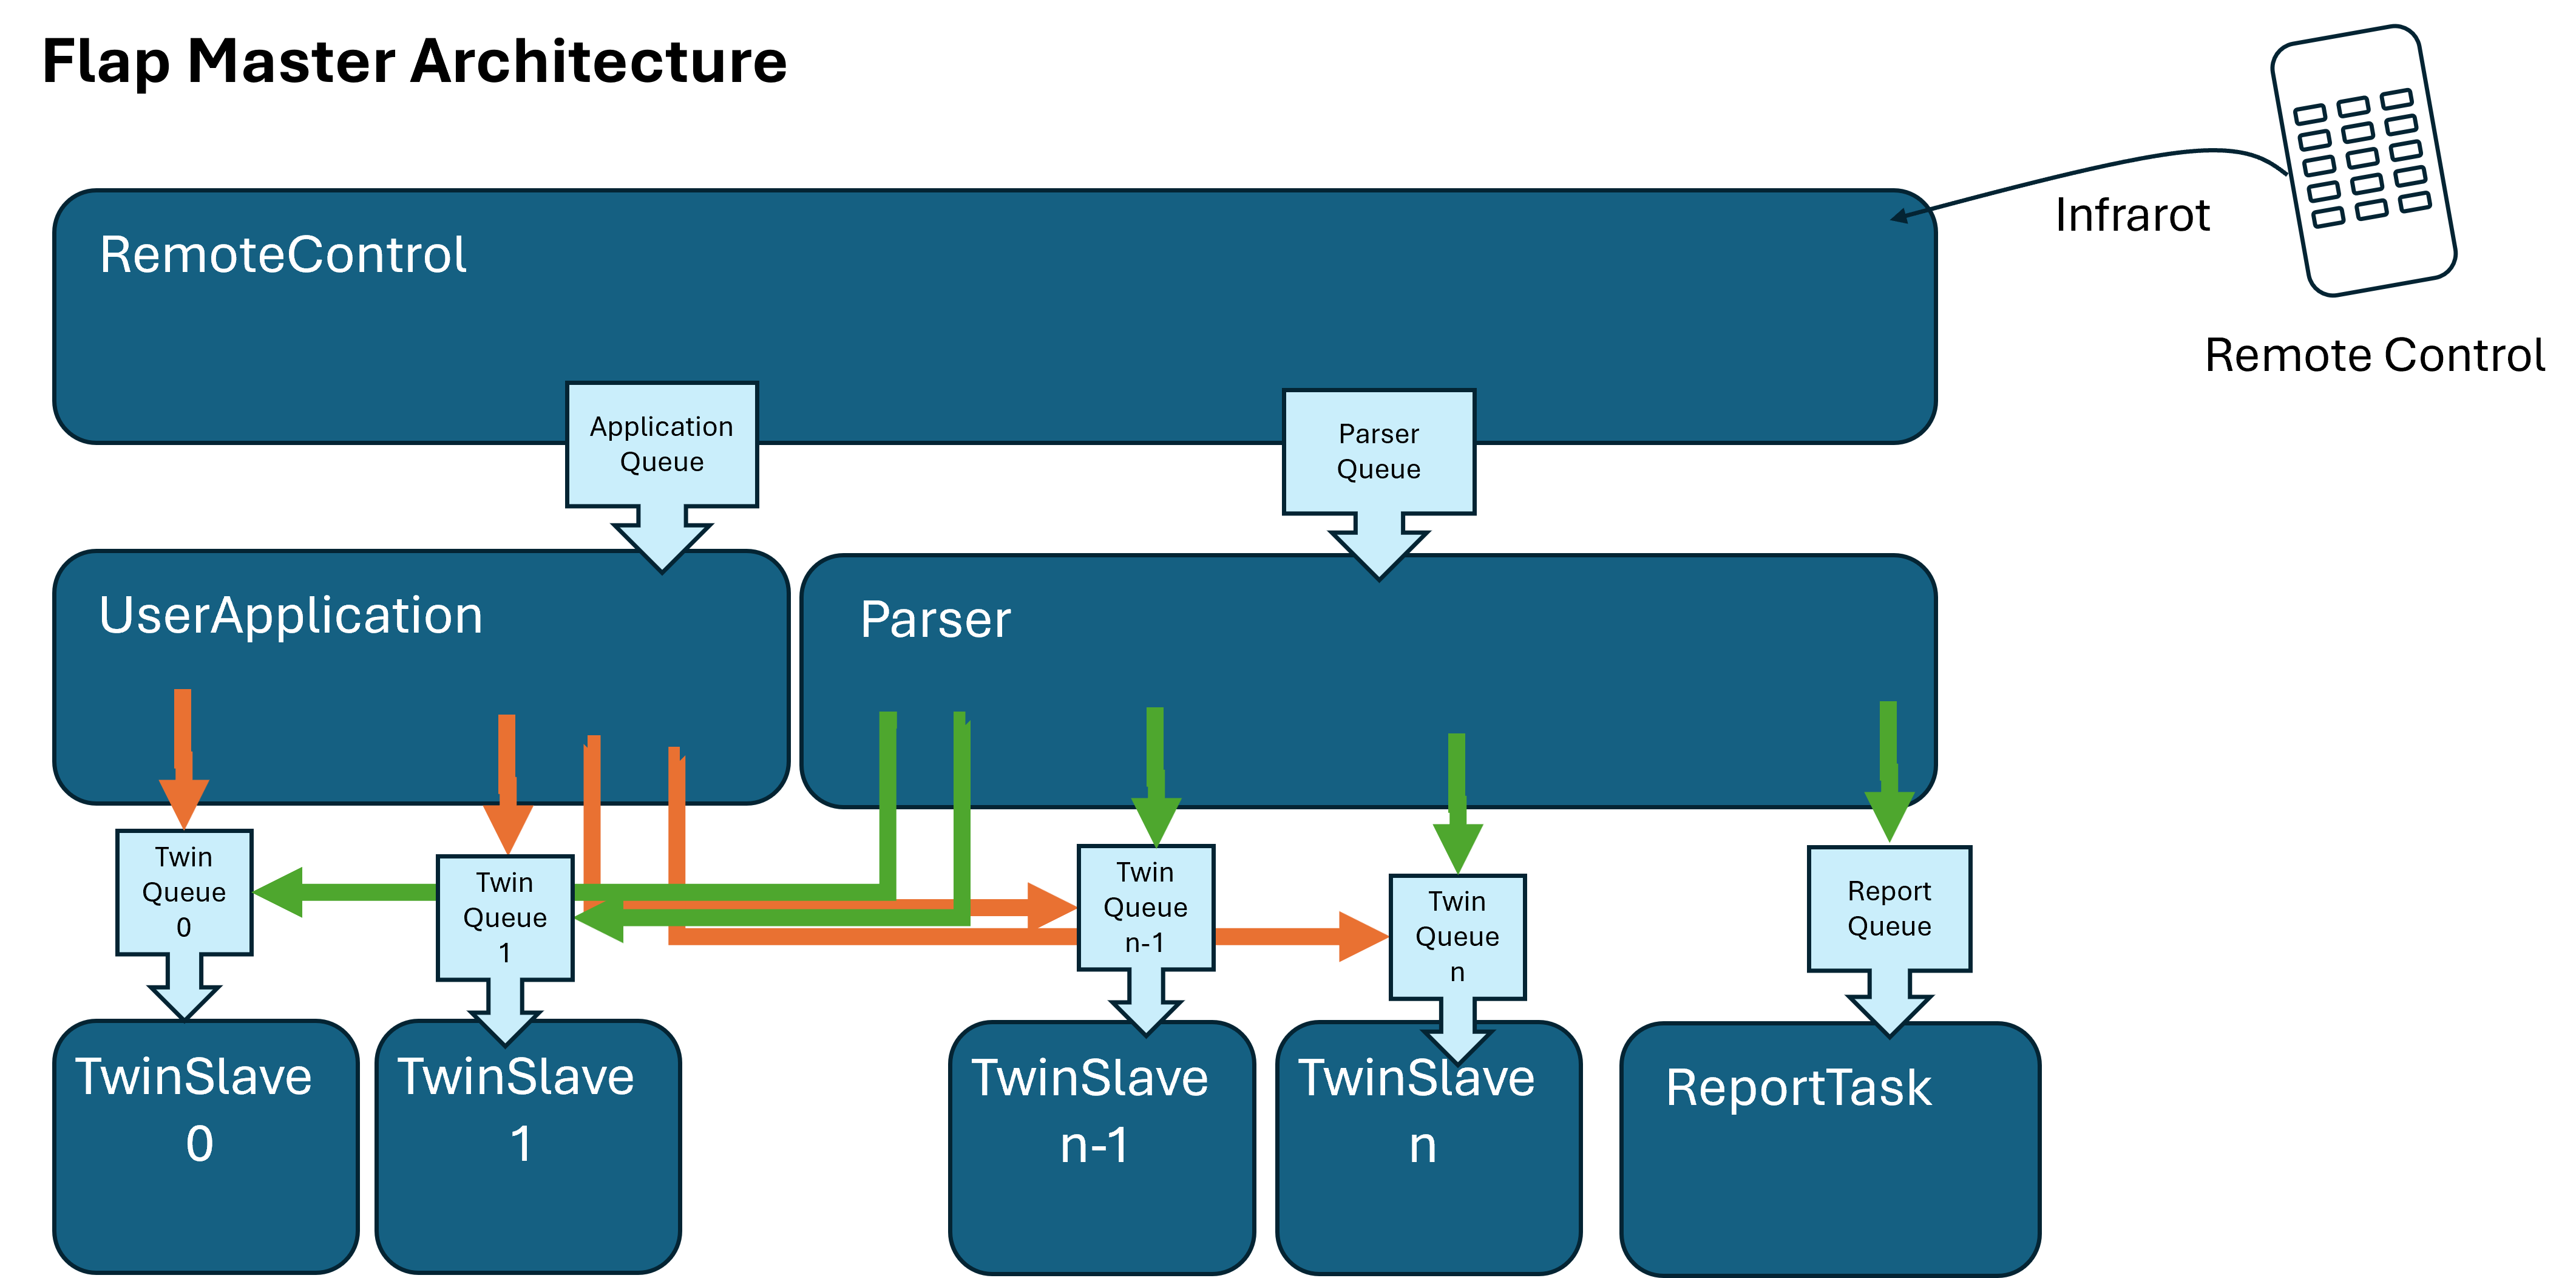 Flap Master Architecture
Infrarot
Remote Control
RemoteControl
Application
Queue
Parser
Queue
UserApplication
Parser
Twin
Queue
0
Twin
Queue
1
Twin
Queue
n-1
Twin
Queue
n
Report
Queue
TwinSlave
0
TwinSlave
1
TwinSlave
n-1
TwinSlave
n
ReportTask